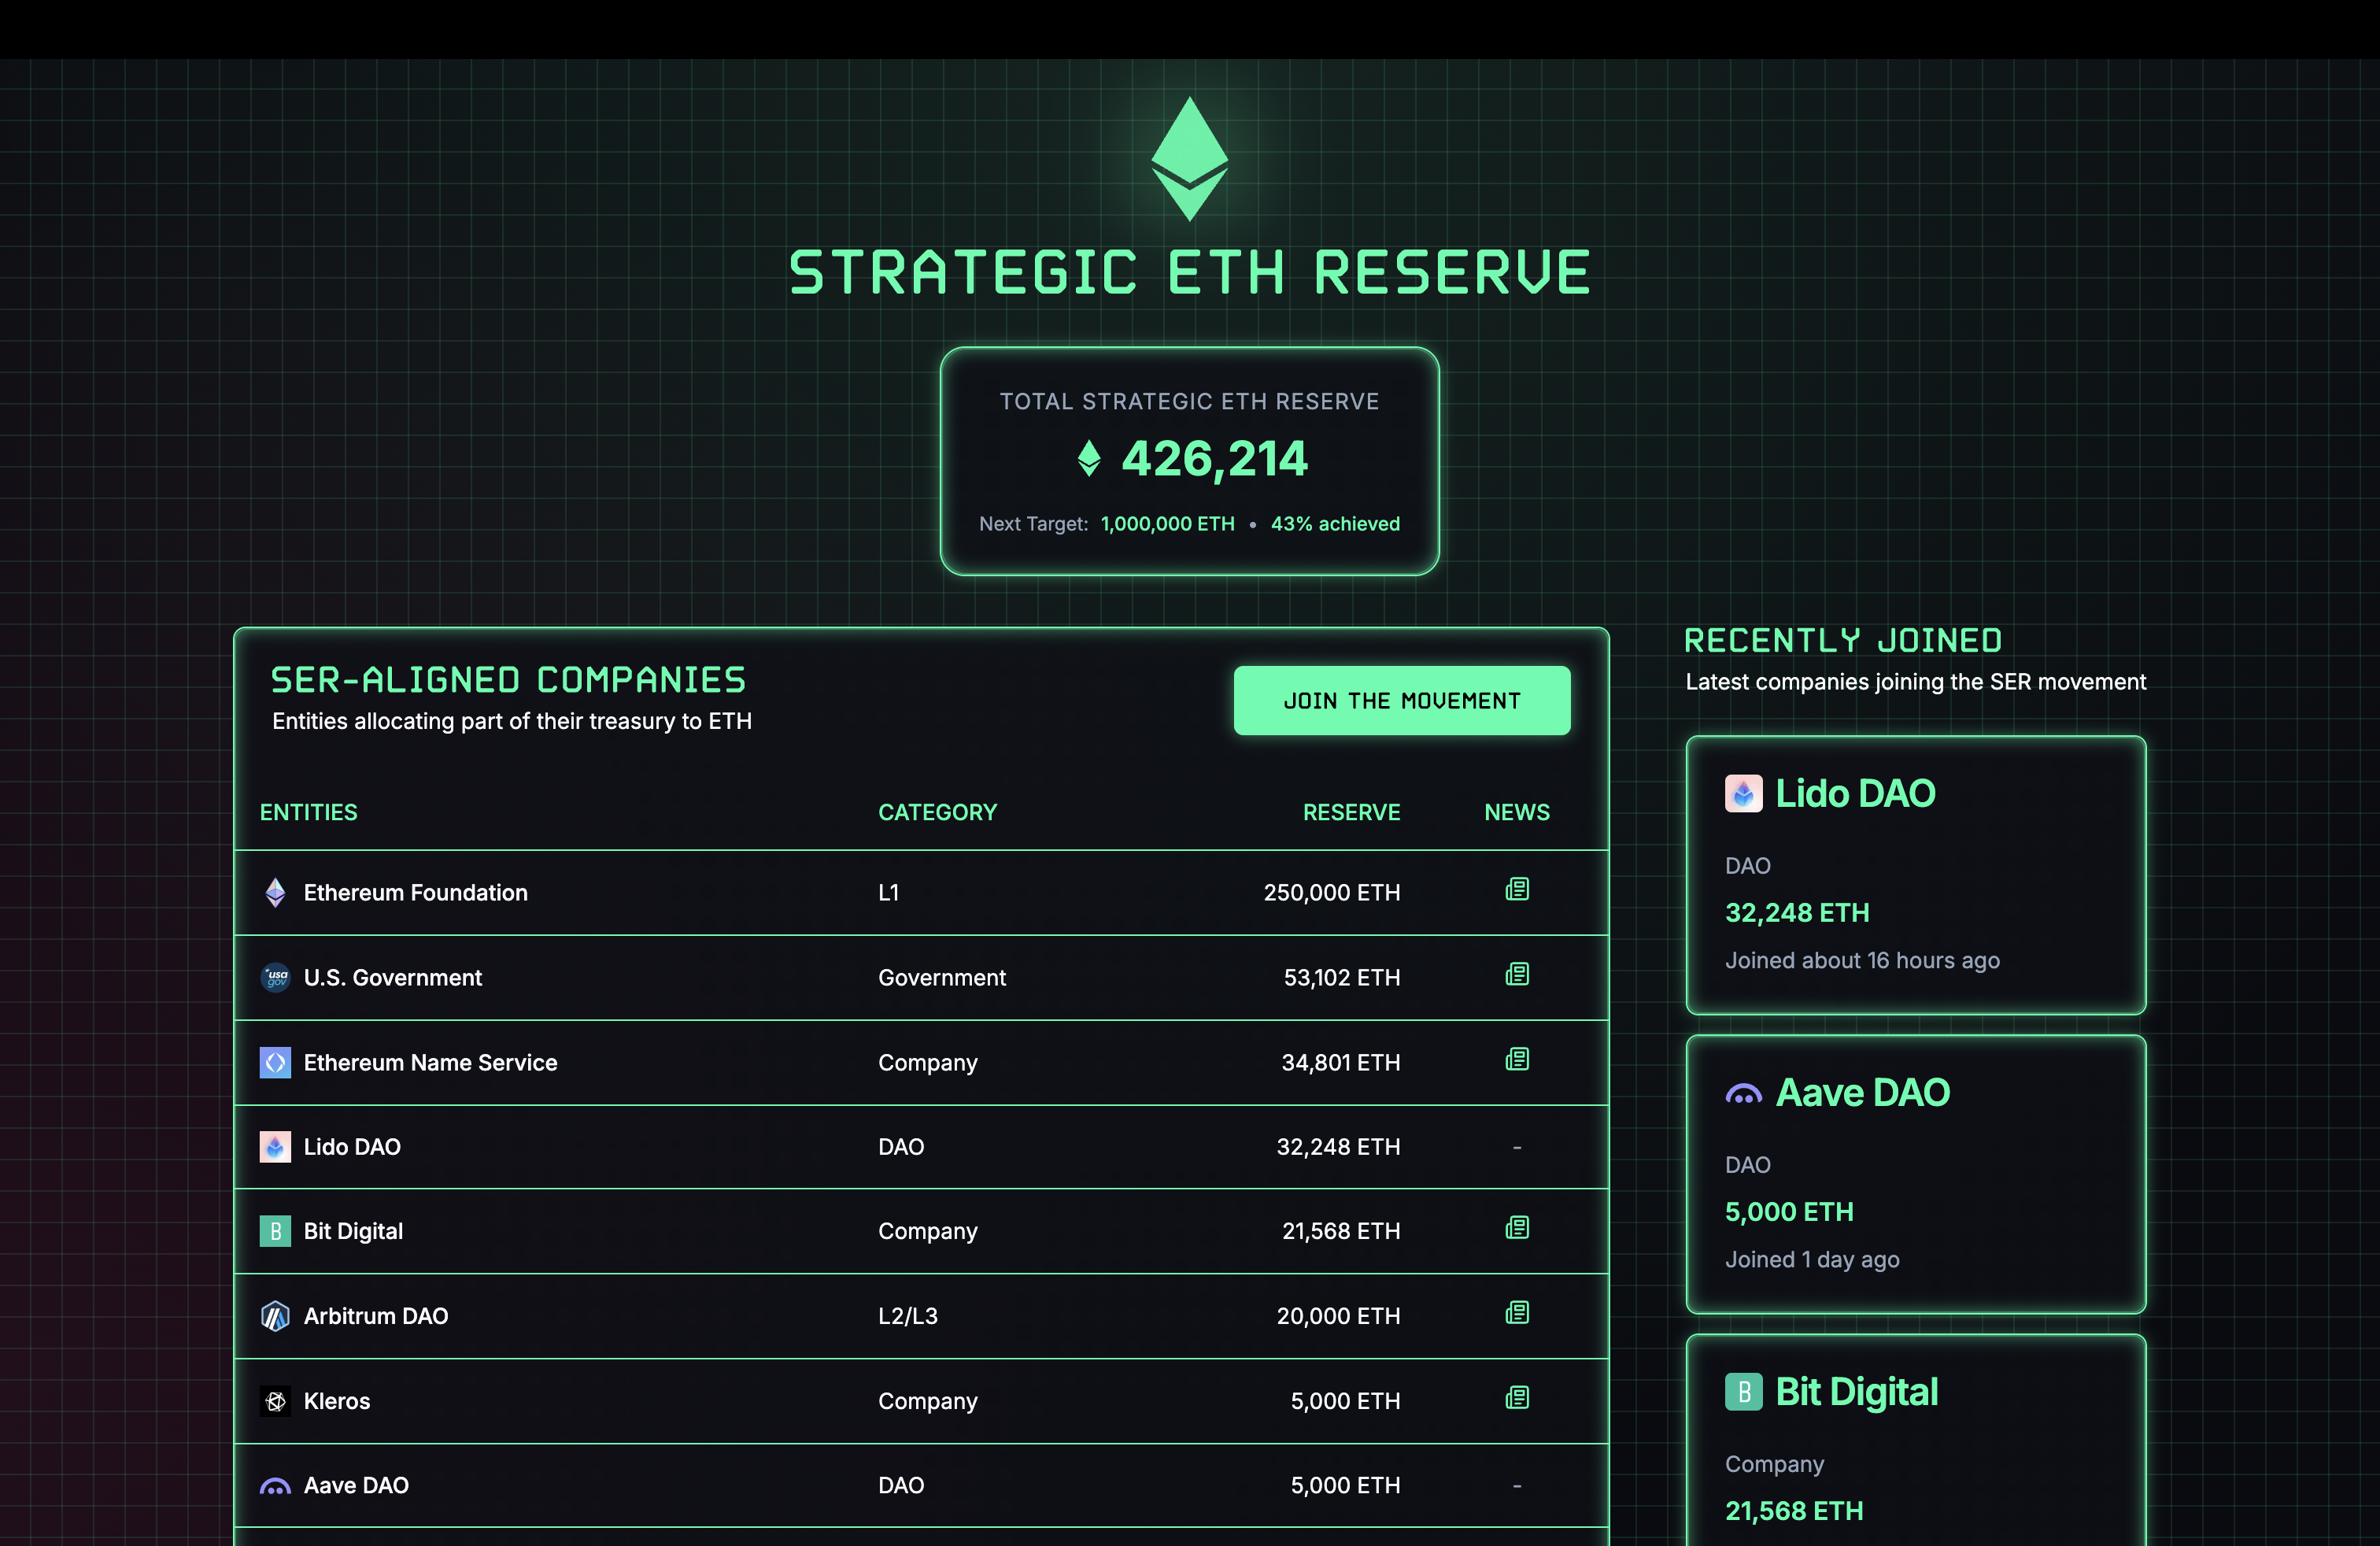 STRATEGIC ETH RESERVE
TOTAL STRATEGIC ETH RESERVE
426,214
Next Target: 1,000,000 ETH • 43% achieved
SER-ALIGNED COMPANIES
Entities allocating part of their treasury to ETH
JOIN THE MOVEMENT
ENTITIES CATEGORY RESERVE NEWS
Ethereum Foundation L1 250,000 ETH
usa gov U.S. Government Government 53,102 ETH
Ethereum Name Service Company 34,801 ETH
Lido DAO DAO 32,248 ETH -
B Bit Digital Company 21,568 ETH
Arbitrum DAO L2/L3 20,000 ETH
Kleros Company 5,000 ETH
Aave DAO DAO 5,000 ETH -
RECENTLY JOINED
Latest companies joining the SER movement
Lido DAO
DAO
32,248 ETH
Joined about 16 hours ago
Aave DAO
DAO
5,000 ETH
Joined 1 day ago
B Bit Digital
Company
21,568 ETH